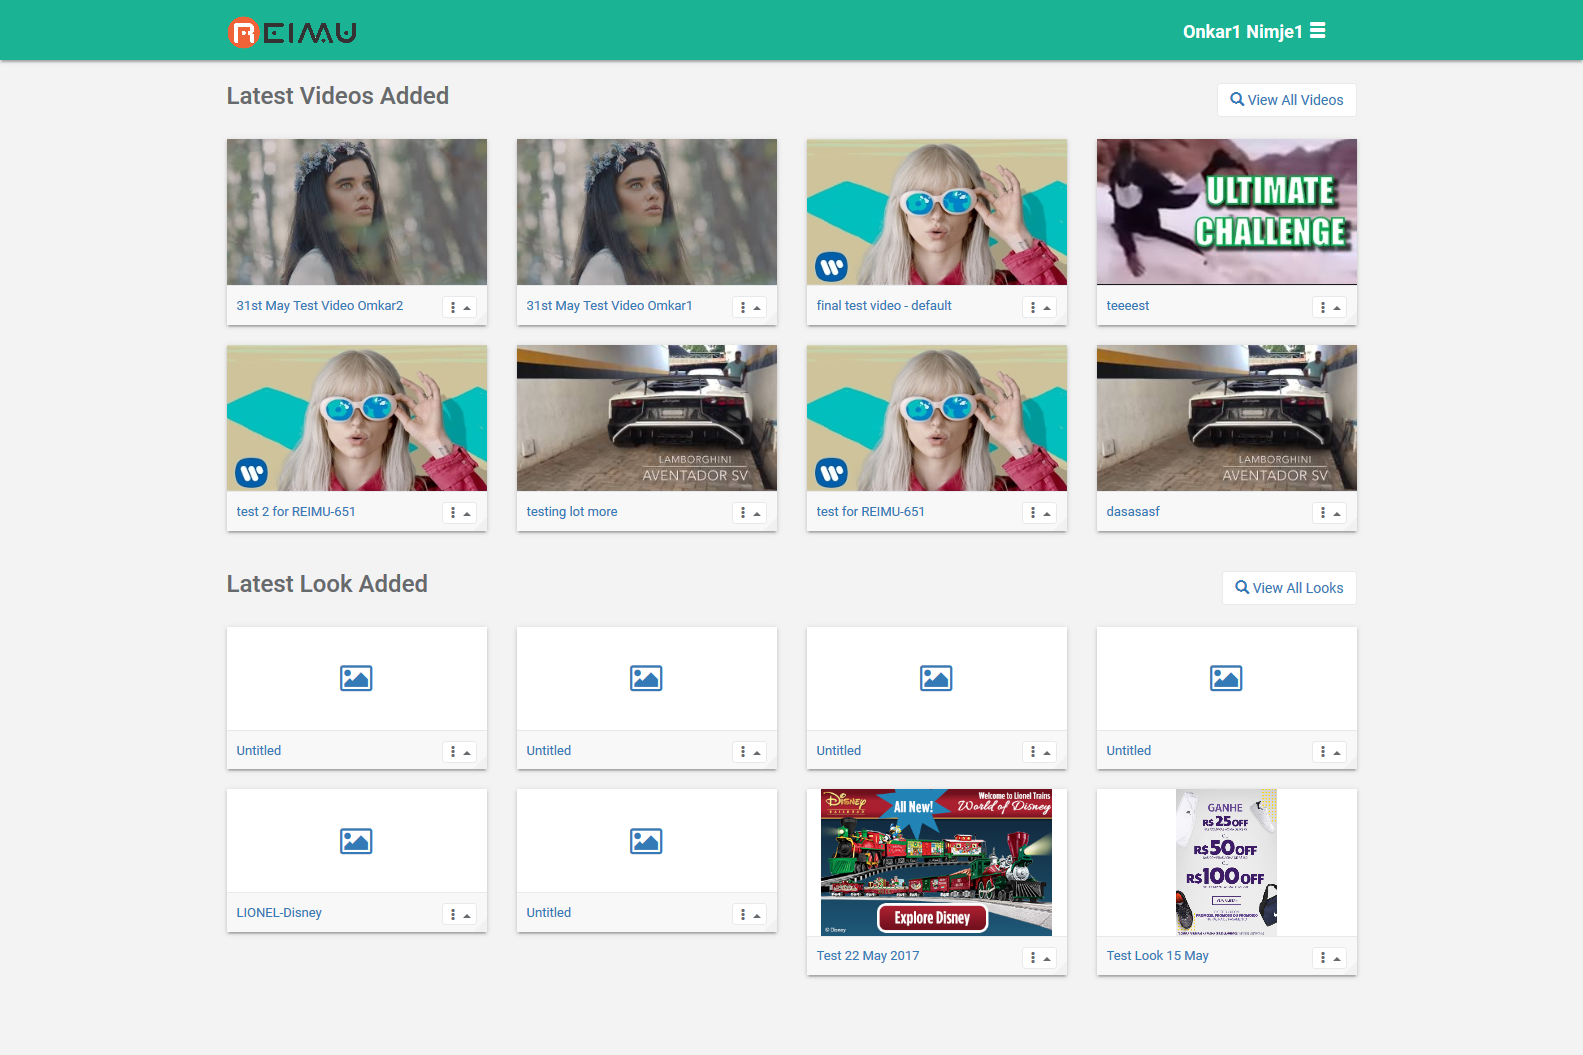 REIMU
Onkar1 Nimje1
Latest Videos Added
View All Videos
ULTIMATE
CHALLENGE
31st May Test Video Omkar2
31st May Test Video Omkar1
final test video - default
teeeest
LAMBORGHINI
AVENTADOR SV
LAMBORGHINI
AVENTADOR SV
test 2 for REIMU-651
testing lot more
test for REIMU-651
dasasasf
Latest Look Added
View All Looks
Untitled
Untitled
Untitled
Untitled
Disney
RAILROAD
All New!
Welcome to Lionel Trains
World of Disney
Explore Disney
© Disney
GANHE
R$ 25 OFF
OU
R$ 50 OFF
OU
R$ 100 OFF
LIONEL-Disney
Untitled
Test 22 May 2017
Test Look 15 May